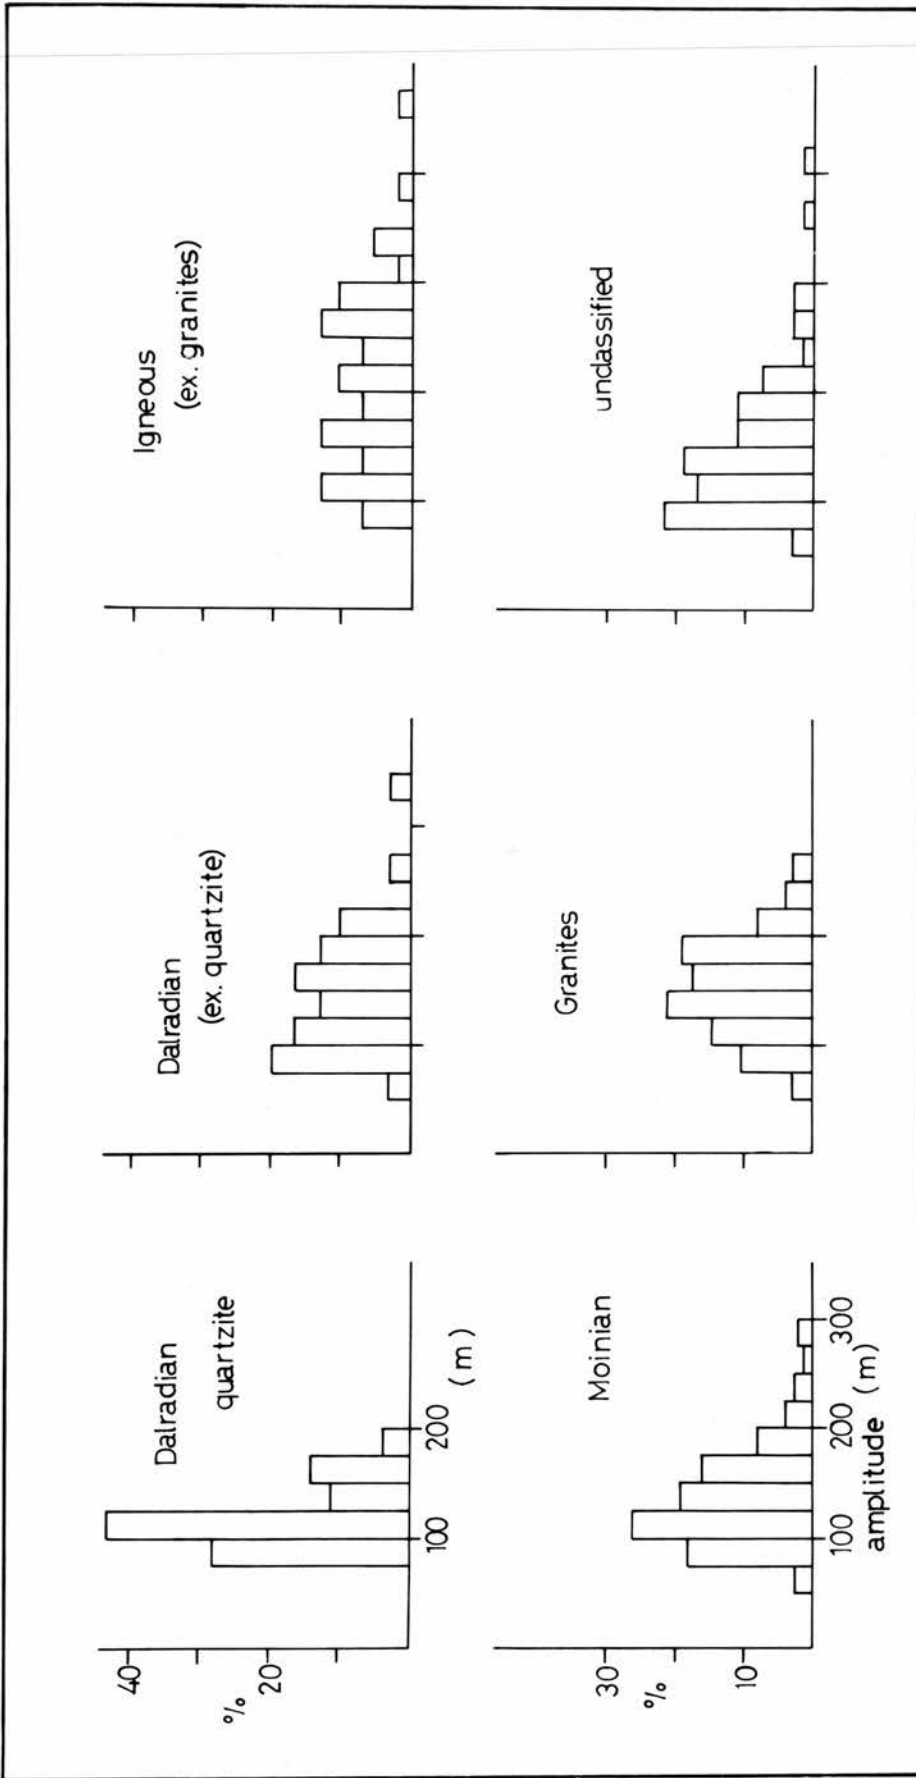 Dalradian
quartzite
40
%
20
100
200
(m)
Dalradian
(ex. quartzite)
Igneous
(ex. granites)
Moinian
30
%
10
100
200
300
amplitude (m)
Granites
unclassified